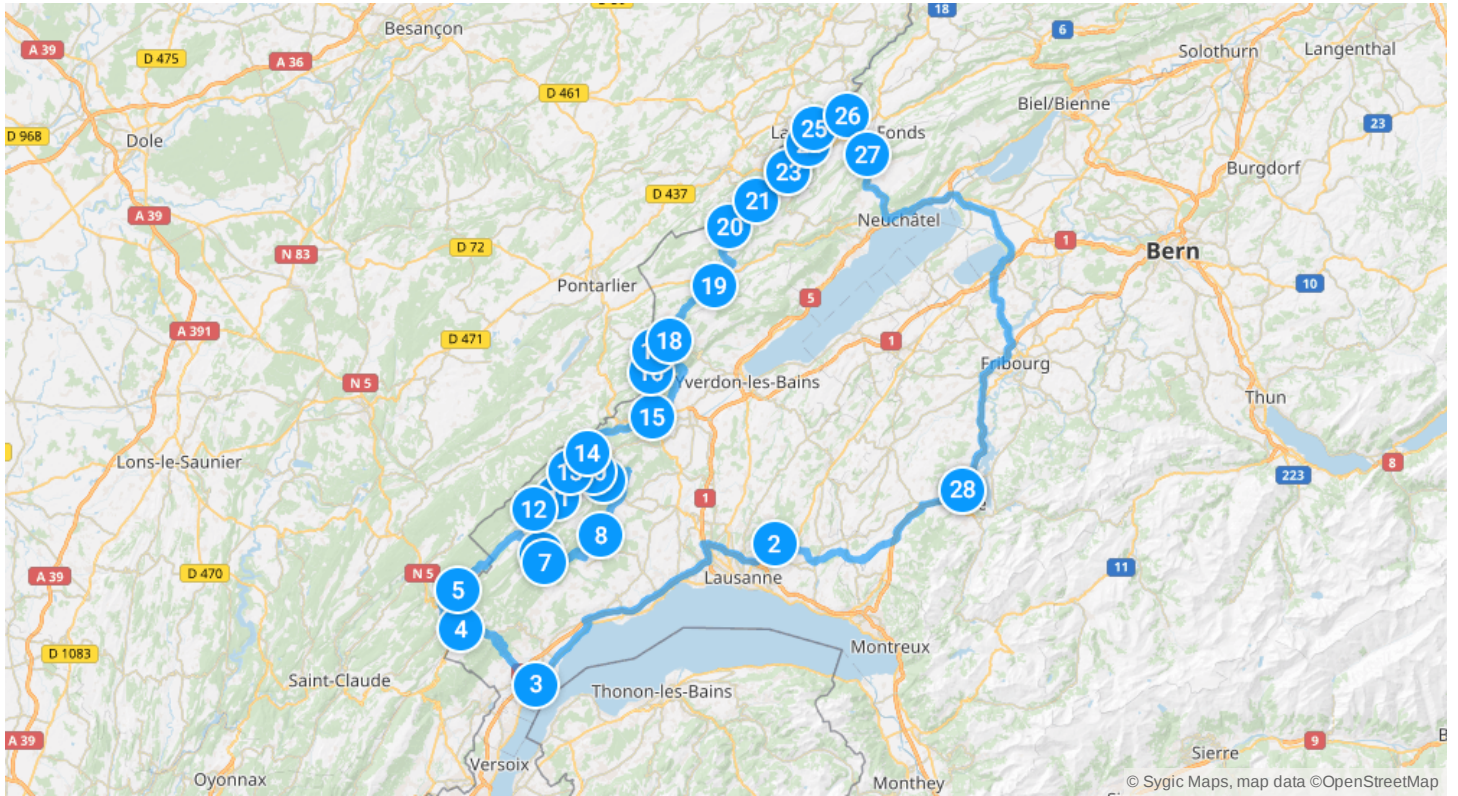 18
Besançon
A 39
D 475
A 36
6
Solothurn
Langenthal
D 461
Biel/Bienne
26
25
La
Fonds
D 968
Dole
23
27
Burgdorf
23
D 437
A 39
21
20
Neuchâtel
N 83
D 72
1
Bern
Pontarlier
19
10
5
A 391
D 471
18
1
Fribourg
N 5
Yverdon-les-Bains
Thun
15
14
Lons-le-Saunier
8
223
28
12
1
8
2
7
N 5
D 470
A 39
Lausanne
11
5
4
Montreux
D 1083
Saint-Claude
3
Thonon-les-Bains
A 39
9
Sierre
Versoix
Oyonnax
Monthey
© Sygic Maps, map data ©OpenStreetMap